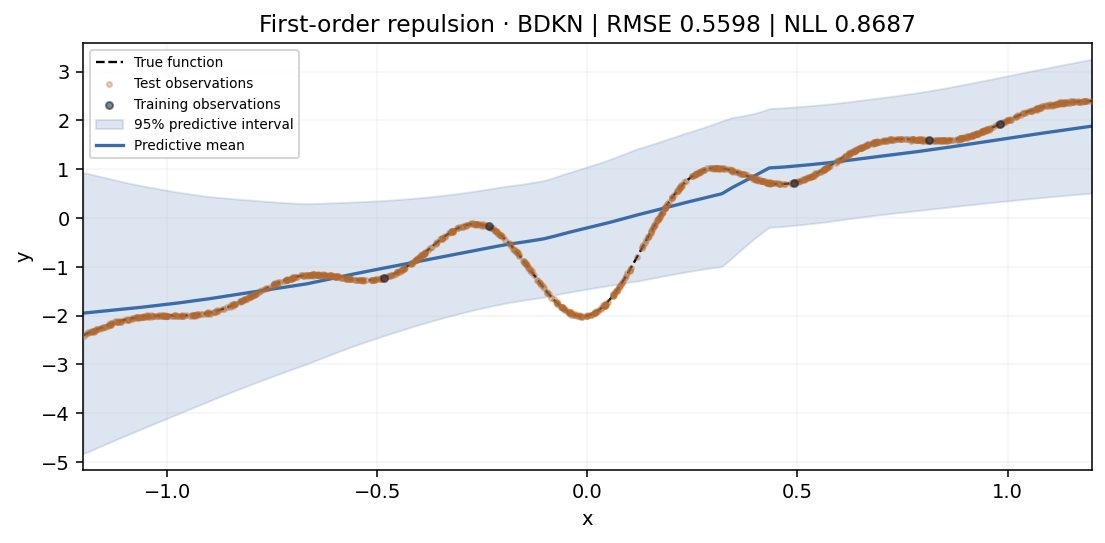 First-order repulsion · BDKN | RMSE 0.5598 | NLL 0.8687
True function
Test observations
Training observations
95% predictive interval
Predictive mean
y
3
2
1
0
−1
−2
−3
−4
−5
−1.0 −0.5 0.0 0.5 1.0
x